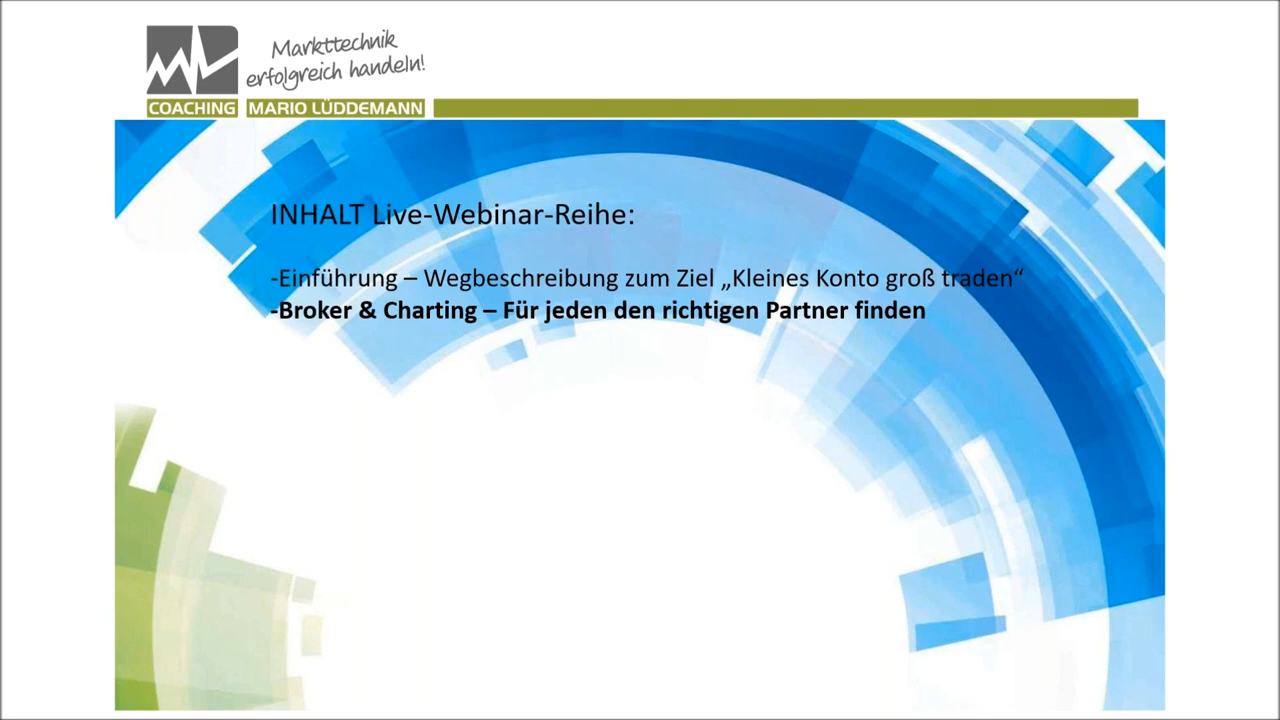 Markttechnik
erfolgreich handeln!
COACHING MARIO LÜDDEMANN
INHALT Live-Webinar-Reihe:
-Einführung – Wegbeschreibung zum Ziel „Kleines Konto groß traden“
-Broker & Charting – Für jeden den richtigen Partner finden